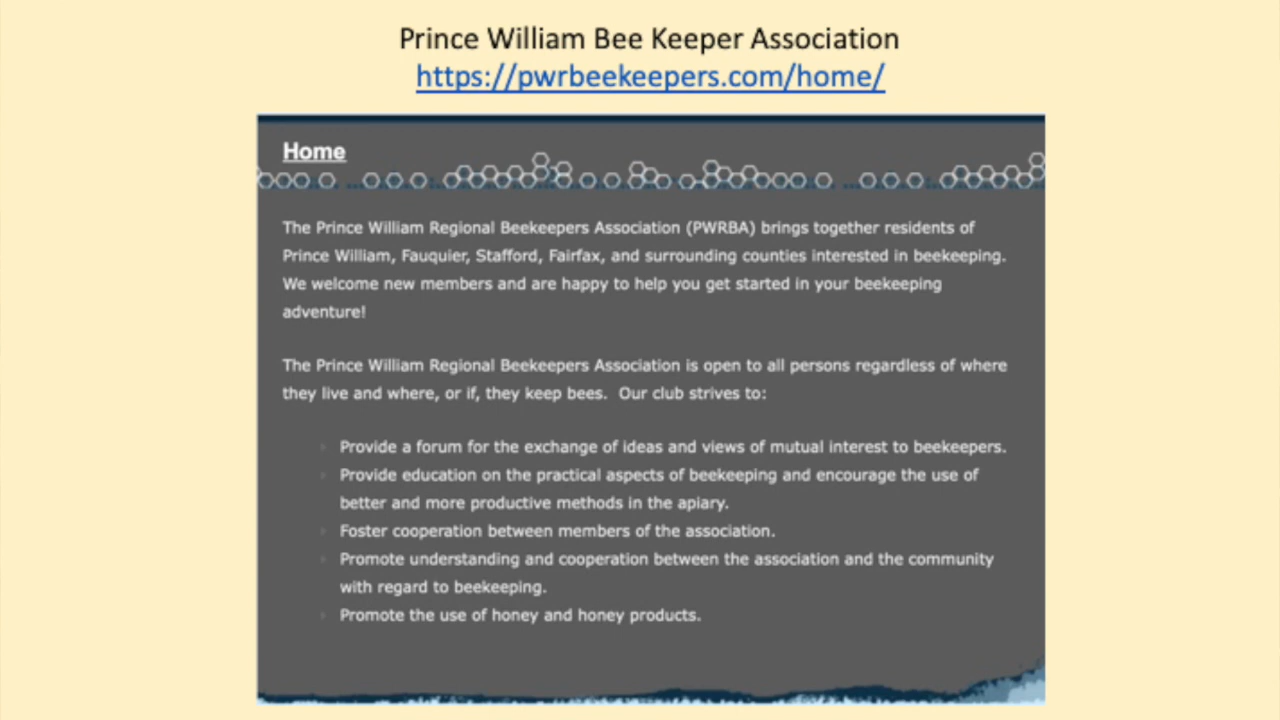 Prince William Bee Keeper Association
https://pwrbeekeepers.com/home/
Home
The Prince William Regional Beekeepers Association (PWRBA) brings together residents of
Prince William, Fauquier, Stafford, Fairfax, and surrounding counties interested in beekeeping.
We welcome new members and are happy to help you get started in your beekeeping
adventure!
The Prince William Regional Beekeepers Association is open to all persons regardless of where
they live and where, or if, they keep bees.  Our club strives to:
Provide a forum for the exchange of ideas and views of mutual interest to beekeepers.
Provide education on the practical aspects of beekeeping and encourage the use of
better and more productive methods in the apiary.
Foster cooperation between members of the association.
Promote understanding and cooperation between the association and the community
with regard to beekeeping.
Promote the use of honey and honey products.